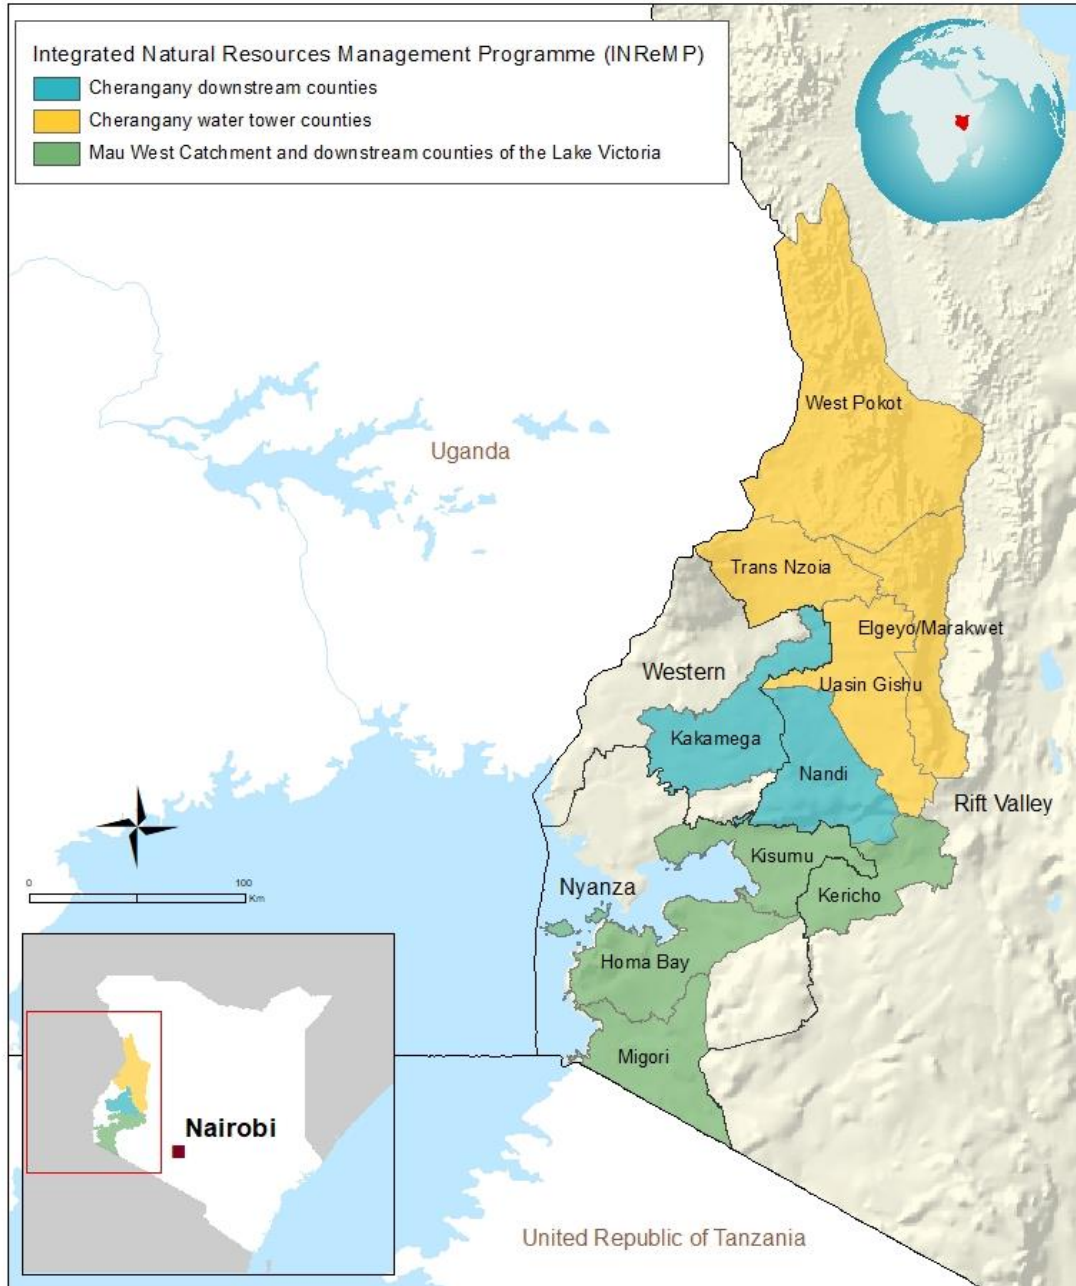 Integrated Natural Resources Management Programme (INReMP)
Cherangany downstream counties
Cherangany water tower counties
Mau West Catchment and downstream counties of the Lake Victoria
West Pokot
Uganda
Trans Nzoia
Elgeyo/Marakwet
Western
Uasin Gishu
Kakamega
Nandi
Rift Valley
Kisumu
Nyanza
Kericho
0 100
Km
Homa Bay
Migori
Nairobi
United Republic of Tanzania